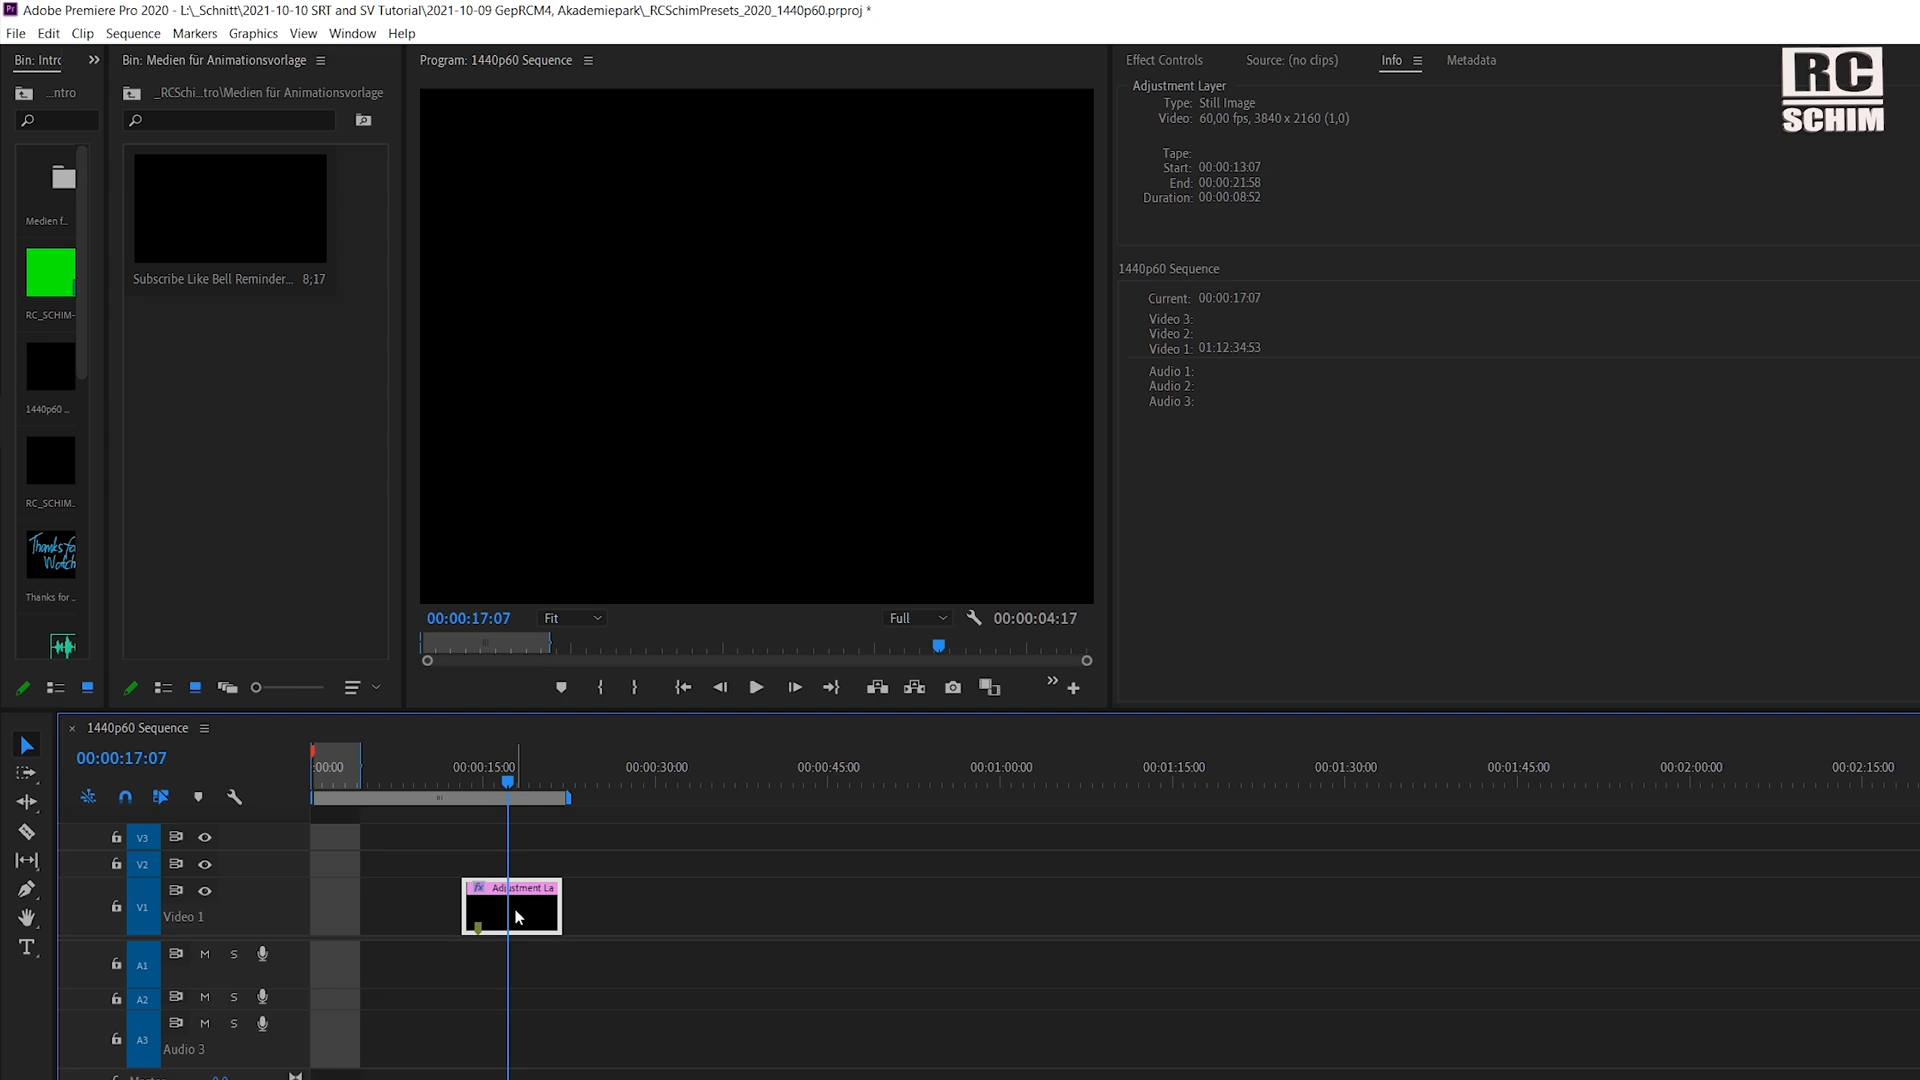 Adobe Premiere Pro 2020 - L:\_Schnitt\2021-10-10 SRT and SV Tutorial\2021-10-09 GepRCM4, Akademiepark\_RCSchimPresets_2020_1440p60.prproj *
File Edit Clip Sequence Markers Graphics View Window Help
RC
SCHIM
Bin: Intro
Bin: Medien für Animationsvorlage
Program: 1440p60 Sequence
Effect Controls
Source: (no clips)
Info
Metadata
...ntro
_RCSchi...tro\Medien für Animationsvorlage
Medien f...
RC_SCHIM-
1440p60 ...
RC_SCHIM.
Thanks for ..
Subscribe Like Bell Reminder... 8;17
Adjustment Layer
Type: Still Image
Video: 60,00 fps, 3840 x 2160 (1,0)
Tape:
Start: 00:00:13:07
End: 00:00:21:58
Duration: 00:00:08:52
1440p60 Sequence
Current: 00:00:17:07
Video 3:
Video 2:
Video 1: 01:12:34:53
Audio 1:
Audio 2:
Audio 3:
00:00:17:07
Fit
Full
00:00:04:17
1440p60 Sequence
00:00:17:07
:00:00 00:00:15:00 00:00:30:00 00:00:45:00 00:01:00:00 00:01:15:00 00:01:30:00 00:01:45:00 00:02:00:00 00:02:15:00
V3
V2
V1
Video 1
fx Adjustment La
A1 M S
A2 M S
A3 M S
Audio 3